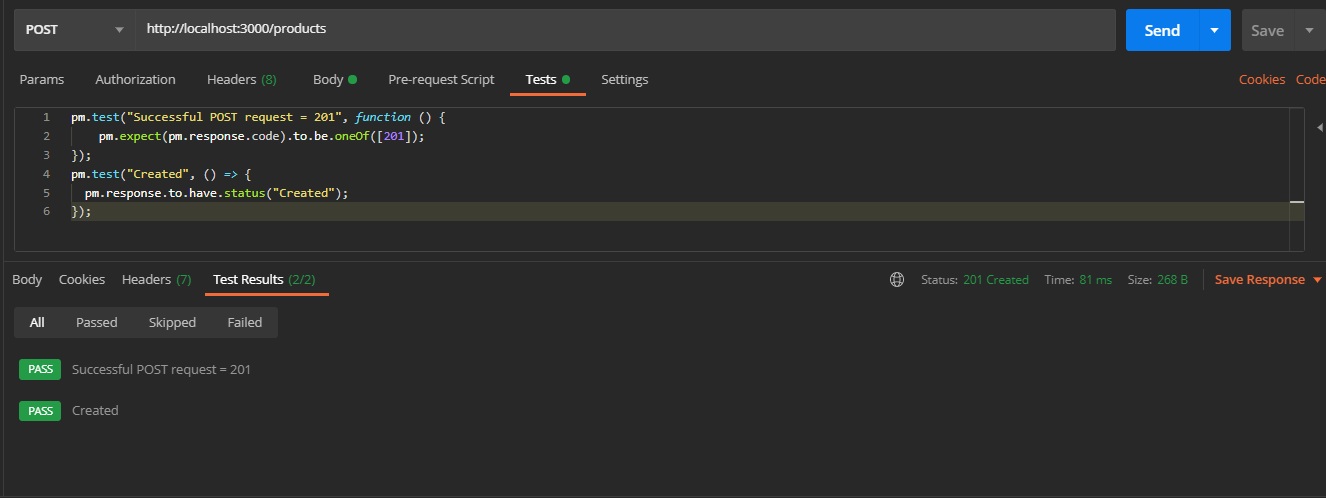 POST http://localhost:3000/products Send Save
Params Authorization Headers (8) Body Pre-request Script Tests Settings Cookies Code
1 pm.test("Successful POST request = 201", function () {
2 pm.expect(pm.response.code).to.be.oneOf([201]);
3 });
4 pm.test("Created", () => {
5 pm.response.to.have.status("Created");
6 });
Body Cookies Headers (7) Test Results (2/2) Status: 201 Created Time: 81 ms Size: 268 B Save Response
All Passed Skipped Failed
PASS Successful POST request = 201
PASS Created